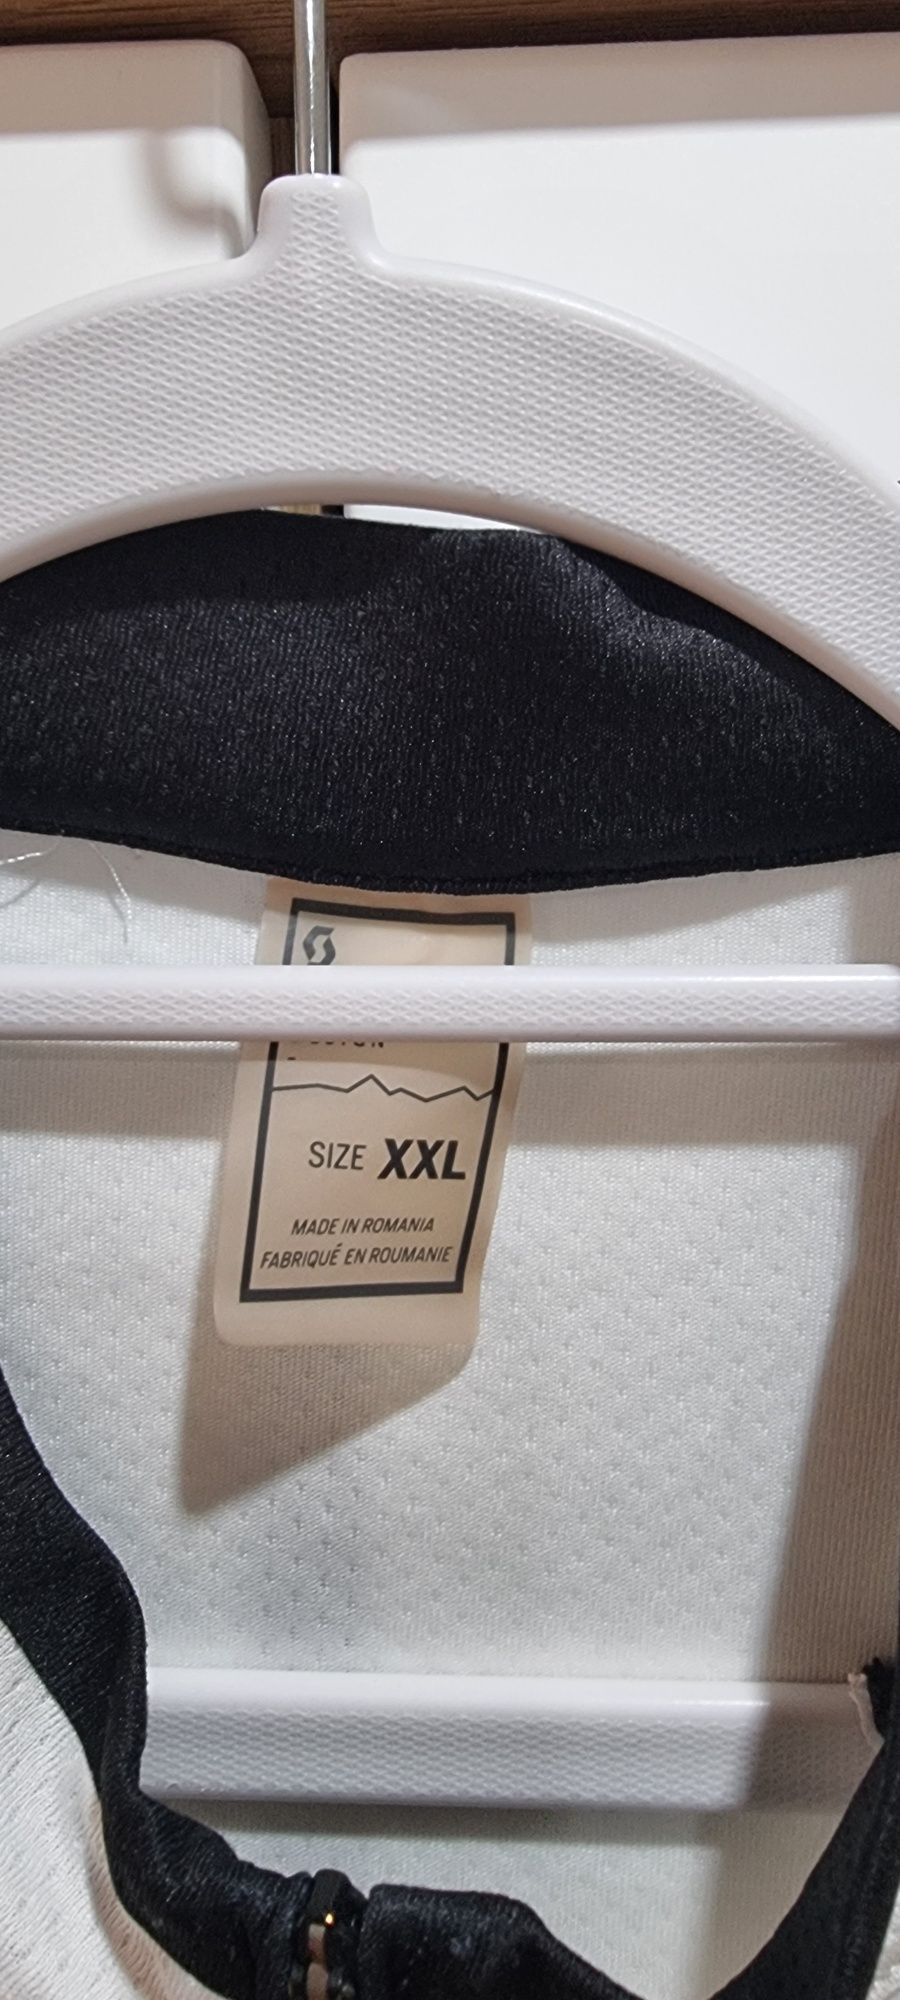 SIZE XXL
MADE IN ROMANIA
FABRIQUÉ EN ROUMANIE